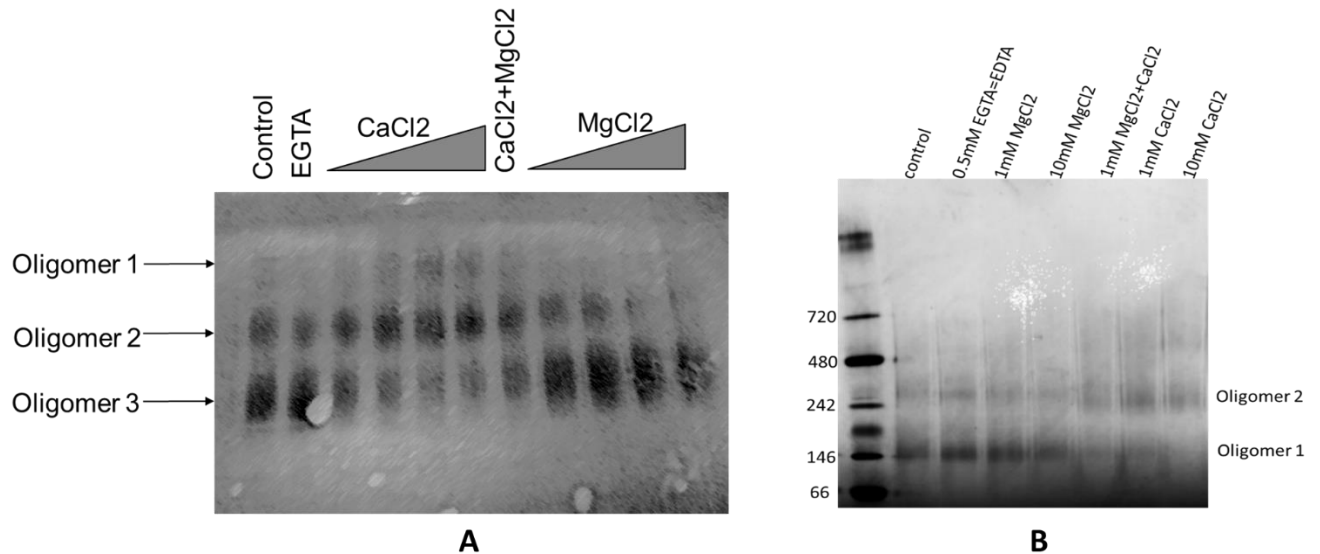 Control
EGTA
CaCl2
CaCl2+MgCl2
MgCl2
Oligomer 1
Oligomer 2
Oligomer 3
A
control
0.5mM EGTA=EDTA
1mM MgCl2
10mM MgCl2
1mM MgCl2+CaCl2
1mM CaCl2
10mM CaCl2
720
480
242
146
66
Oligomer 2
Oligomer 1
B